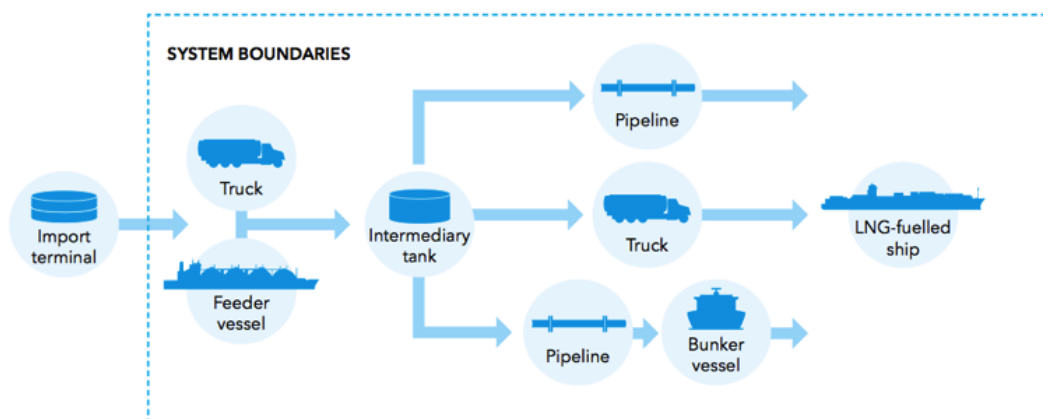 SYSTEM BOUNDARIES
Pipeline
Truck
Import
terminal
Intermediary
tank
Truck
LNG-fuelled
ship
Feeder
vessel
Pipeline
Bunker
vessel